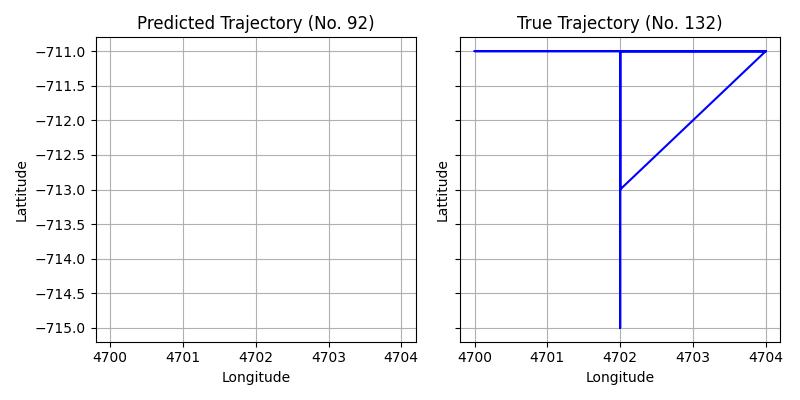 Predicted Trajectory (No. 92)
−711.0
−711.5
−712.0
−712.5
−713.0
−713.5
−714.0
−714.5
−715.0
Lattitude
4700 4701 4702 4703 4704
Longitude
True Trajectory (No. 132)
Lattitude
4700 4701 4702 4703 4704
Longitude